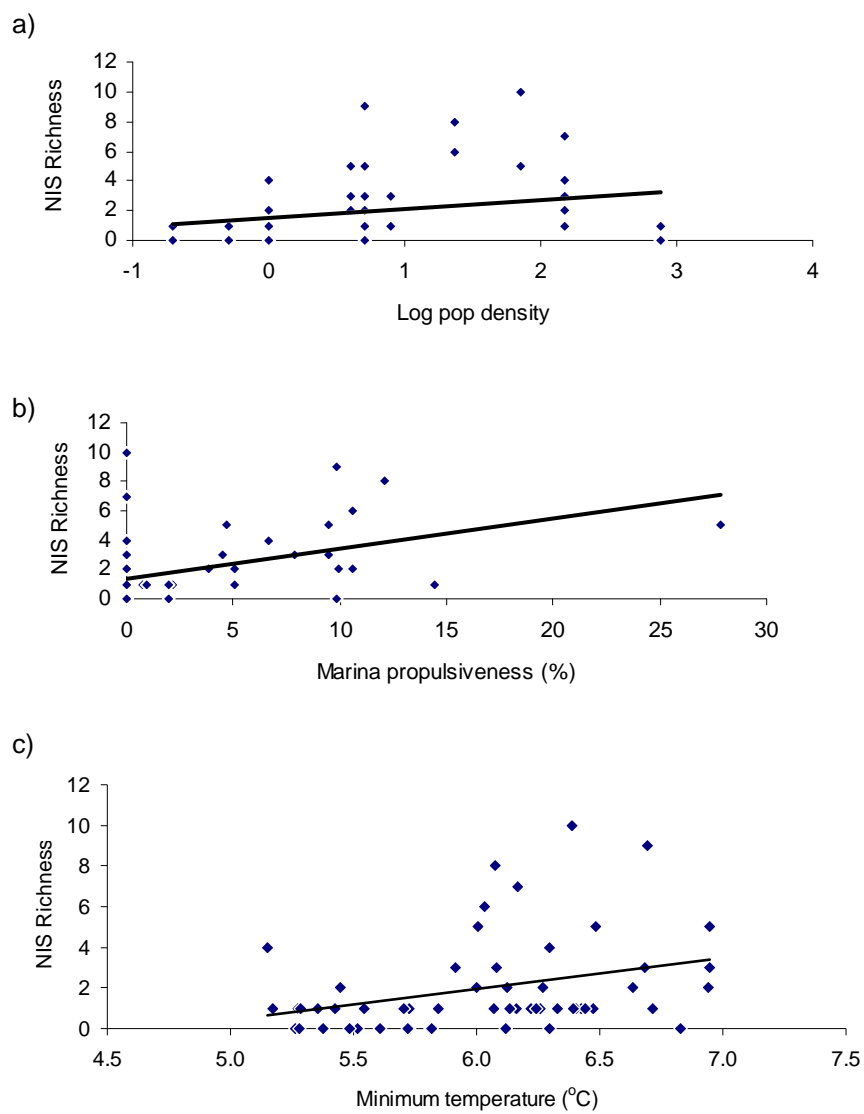 a)
NIS Richness
12
10
8
6
4
2
0
-1 0 1 2 3 4
Log pop density
b)
NIS Richness
12
10
8
6
4
2
0
0 5 10 15 20 25 30
Marina propulsiveness (%)
c)
NIS Richness
12
10
8
6
4
2
0
4.5 5.0 5.5 6.0 6.5 7.0 7.5
Minimum temperature (°C)